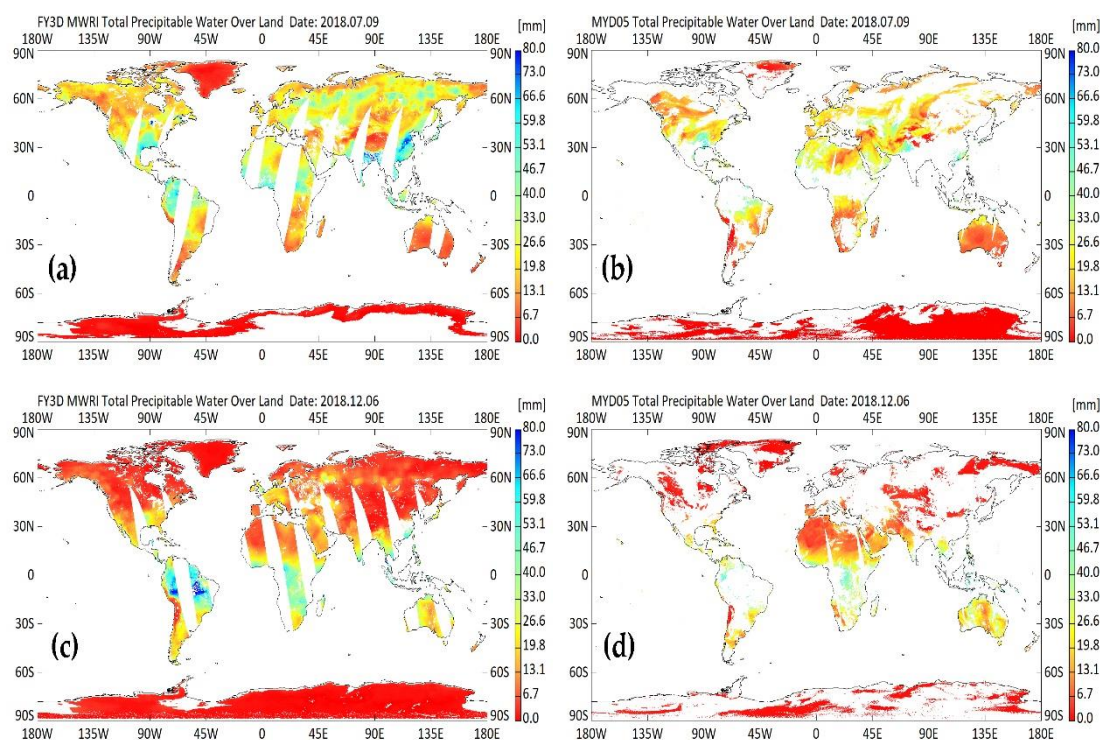 FY3D MWRI Total Precipitable Water Over Land Date: 2018.07.09 [mm]
180W 135W 90W 45W 0 45E 90E 135E 180E
90N 90N 80.0
73.0
60N 60N 66.6
59.9
30N 30N 53.1
46.6
0 0 40.0
33.0
30S 30S 26.6
19.8
60S 60S 13.1
6.7
90S 90S 0.0
180W 135W 90W 45W 0 45E 90E 135E 180E
(a)
MYD05 Total Precipitable Water Over Land Date: 2018.07.09 [mm]
180W 135W 90W 45W 0 45E 90E 135E 180E
90N 90N 80.0
73.0
60N 60N 66.6
59.9
30N 30N 53.1
46.6
0 0 40.0
33.0
30S 30S 26.6
19.8
60S 60S 13.1
6.7
90S 90S 0.0
180W 135W 90W 45W 0 45E 90E 135E 180E
(b)
FY3D MWRI Total Precipitable Water Over Land Date: 2018.12.06 [mm]
180W 135W 90W 45W 0 45E 90E 135E 180E
90N 90N 80.0
73.0
60N 60N 66.6
59.9
30N 30N 53.1
46.6
0 0 40.0
33.0
30S 30S 26.6
19.8
60S 60S 13.1
6.7
90S 90S 0.0
180W 135W 90W 45W 0 45E 90E 135E 180E
(c)
MYD05 Total Precipitable Water Over Land Date: 2018.12.06 [mm]
180W 135W 90W 45W 0 45E 90E 135E 180E
90N 90N 80.0
73.0
60N 60N 66.6
59.9
30N 30N 53.1
46.6
0 0 40.0
33.0
30S 30S 26.6
19.8
60S 60S 13.1
6.7
90S 90S 0.0
180W 135W 90W 45W 0 45E 90E 135E 180E
(d)